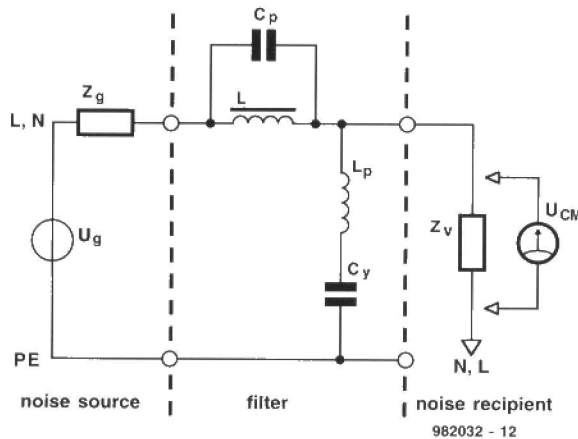 Cp
Zg
L, N
L
Lp
Ug
Zv
UCM
Cy
PE
N, L
noise source
filter
noise recipient
982032 - 12